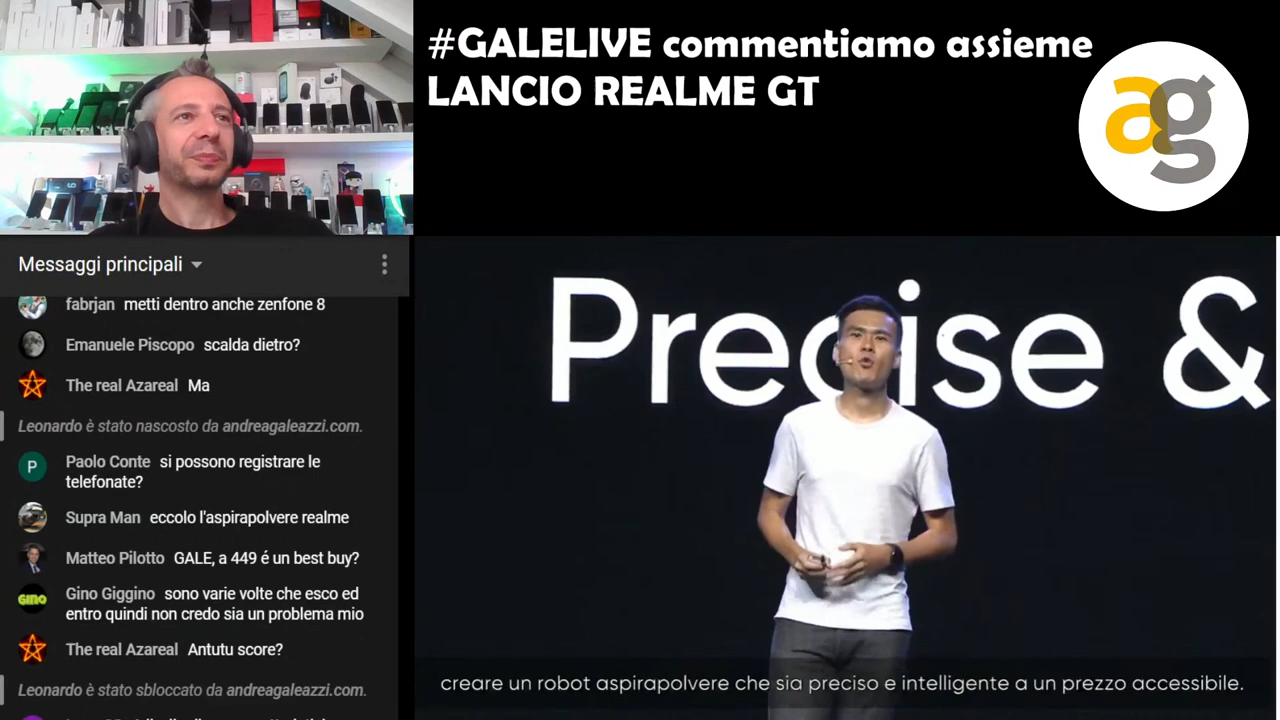 #GALELIVE commentiamo assieme
LANCIO REALME GT
ag
Messaggi principali
fabrjan metti dentro anche zenfone 8
Emanuele Piscopo scalda dietro?
The real Azareal Ma
Leonardo è stato nascosto da andreagaleazzi.com.
P
Paolo Conte si possono registrare le
telefonate?
Supra Man eccolo l'aspirapolvere realme
Matteo Pilotto GALE, a 449 é un best buy?
GINO
Gino Giggino sono varie volte che esco ed
entro quindi non credo sia un problema mio
The real Azareal Antutu score?
Leonardo è stato sbloccato da andreagaleazzi.com.
Precise &
creare un robot aspirapolvere che sia preciso e intelligente a un prezzo accessibile.